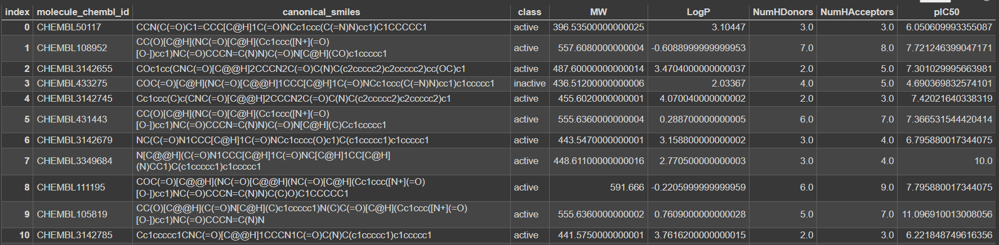 index molecule_chembl_id canonical_smiles class MW LogP NumHDonors NumHAcceptors pIC50
0 CHEMBL50117 CCN(C(=O)C1=CCC[C@H]1C(=O)NCc1ccc(C(=N)N)cc1)C1CCCCC1 active 396.53500000000025 3.10447 3.0 3.0 6.050609993355087
1 CHEMBL108952 CC(O)[C@H](NC(=O)[C@H](Cc1ccc([N+](=O)
[O-])cc1)NC(=O)CCCN=C(N)N)C(=O)N[C@H](CO)c1ccccc1 active 557.6080000000004 -0.6088999999999953 7.0 8.0 7.721246399047171
2 CHEMBL3142655 COc1cc(CNC(=O)[C@@H]2CCCN2C(=O)C(N)C(c2ccccc2)c2ccccc2)cc(OC)c1 active 487.60000000000014 3.4704000000000037 2.0 5.0 7.301029995663981
3 CHEMBL433275 COC(=O)[C@H](NC(=O)[C@@H]1CCC[C@H]1C(=O)NCc1ccc(C(=N)N)cc1)c1ccccc1 inactive 436.51200000000006 2.03367 4.0 5.0 4.690369832574101
4 CHEMBL3142745 Cc1ccc(C)c(CNC(=O)[C@@H]2CCCN2C(=O)C(N)C(c2ccccc2)c2ccccc2)c1 active 455.6020000000001 4.070040000000002 2.0 3.0 7.42021640338319
5 CHEMBL431443 CC(O)[C@H](NC(=O)[C@H](Cc1ccc([N+](=O)
[O-])cc1)NC(=O)CCCN=C(N)N)C(=O)N[C@H](C)Cc1ccccc1 active 555.6360000000004 0.288700000000005 6.0 7.0 7.366531544420414
6 CHEMBL3142679 NC(C(=O)N1CCC[C@H]1C(=O)NCc1cccc(O)c1)C(c1ccccc1)c1ccccc1 active 443.5470000000001 3.158800000000002 3.0 4.0 6.795880017344075
7 CHEMBL3349684 N[C@@H](C(=O)N1CCC[C@H]1C(=O)NC[C@H]1CC[C@H]
(N)CC1)C(c1ccccc1)c1ccccc1 active 448.61100000000016 2.770500000000003 3.0 4.0 10.0
8 CHEMBL111195 COC(=O)[C@@H](NC(=O)[C@@H](NC(=O)[C@H](Cc1ccc([N+](=O)
[O-])cc1)NC(=O)CCCN=C(N)N)C(C)O)C1CCCCC1 active 591.666 -0.2205999999999959 6.0 9.0 7.795880017344075
9 CHEMBL105819 CC(O)[C@@H](C(=O)N[C@H](C)c1ccccc1)N(C)C(=O)[C@H](Cc1ccc([N+](=O)
[O-])cc1)NC(=O)CCCN=C(N)N active 555.6360000000002 0.7609000000000028 5.0 7.0 11.096910013008056
10 CHEMBL3142785 Cc1ccccc1CNC(=O)[C@@H]1CCCN1C(=O)C(N)C(c1ccccc1)c1ccccc1 active 441.5750000000001 3.7616200000000015 2.0 3.0 6.221848749616356